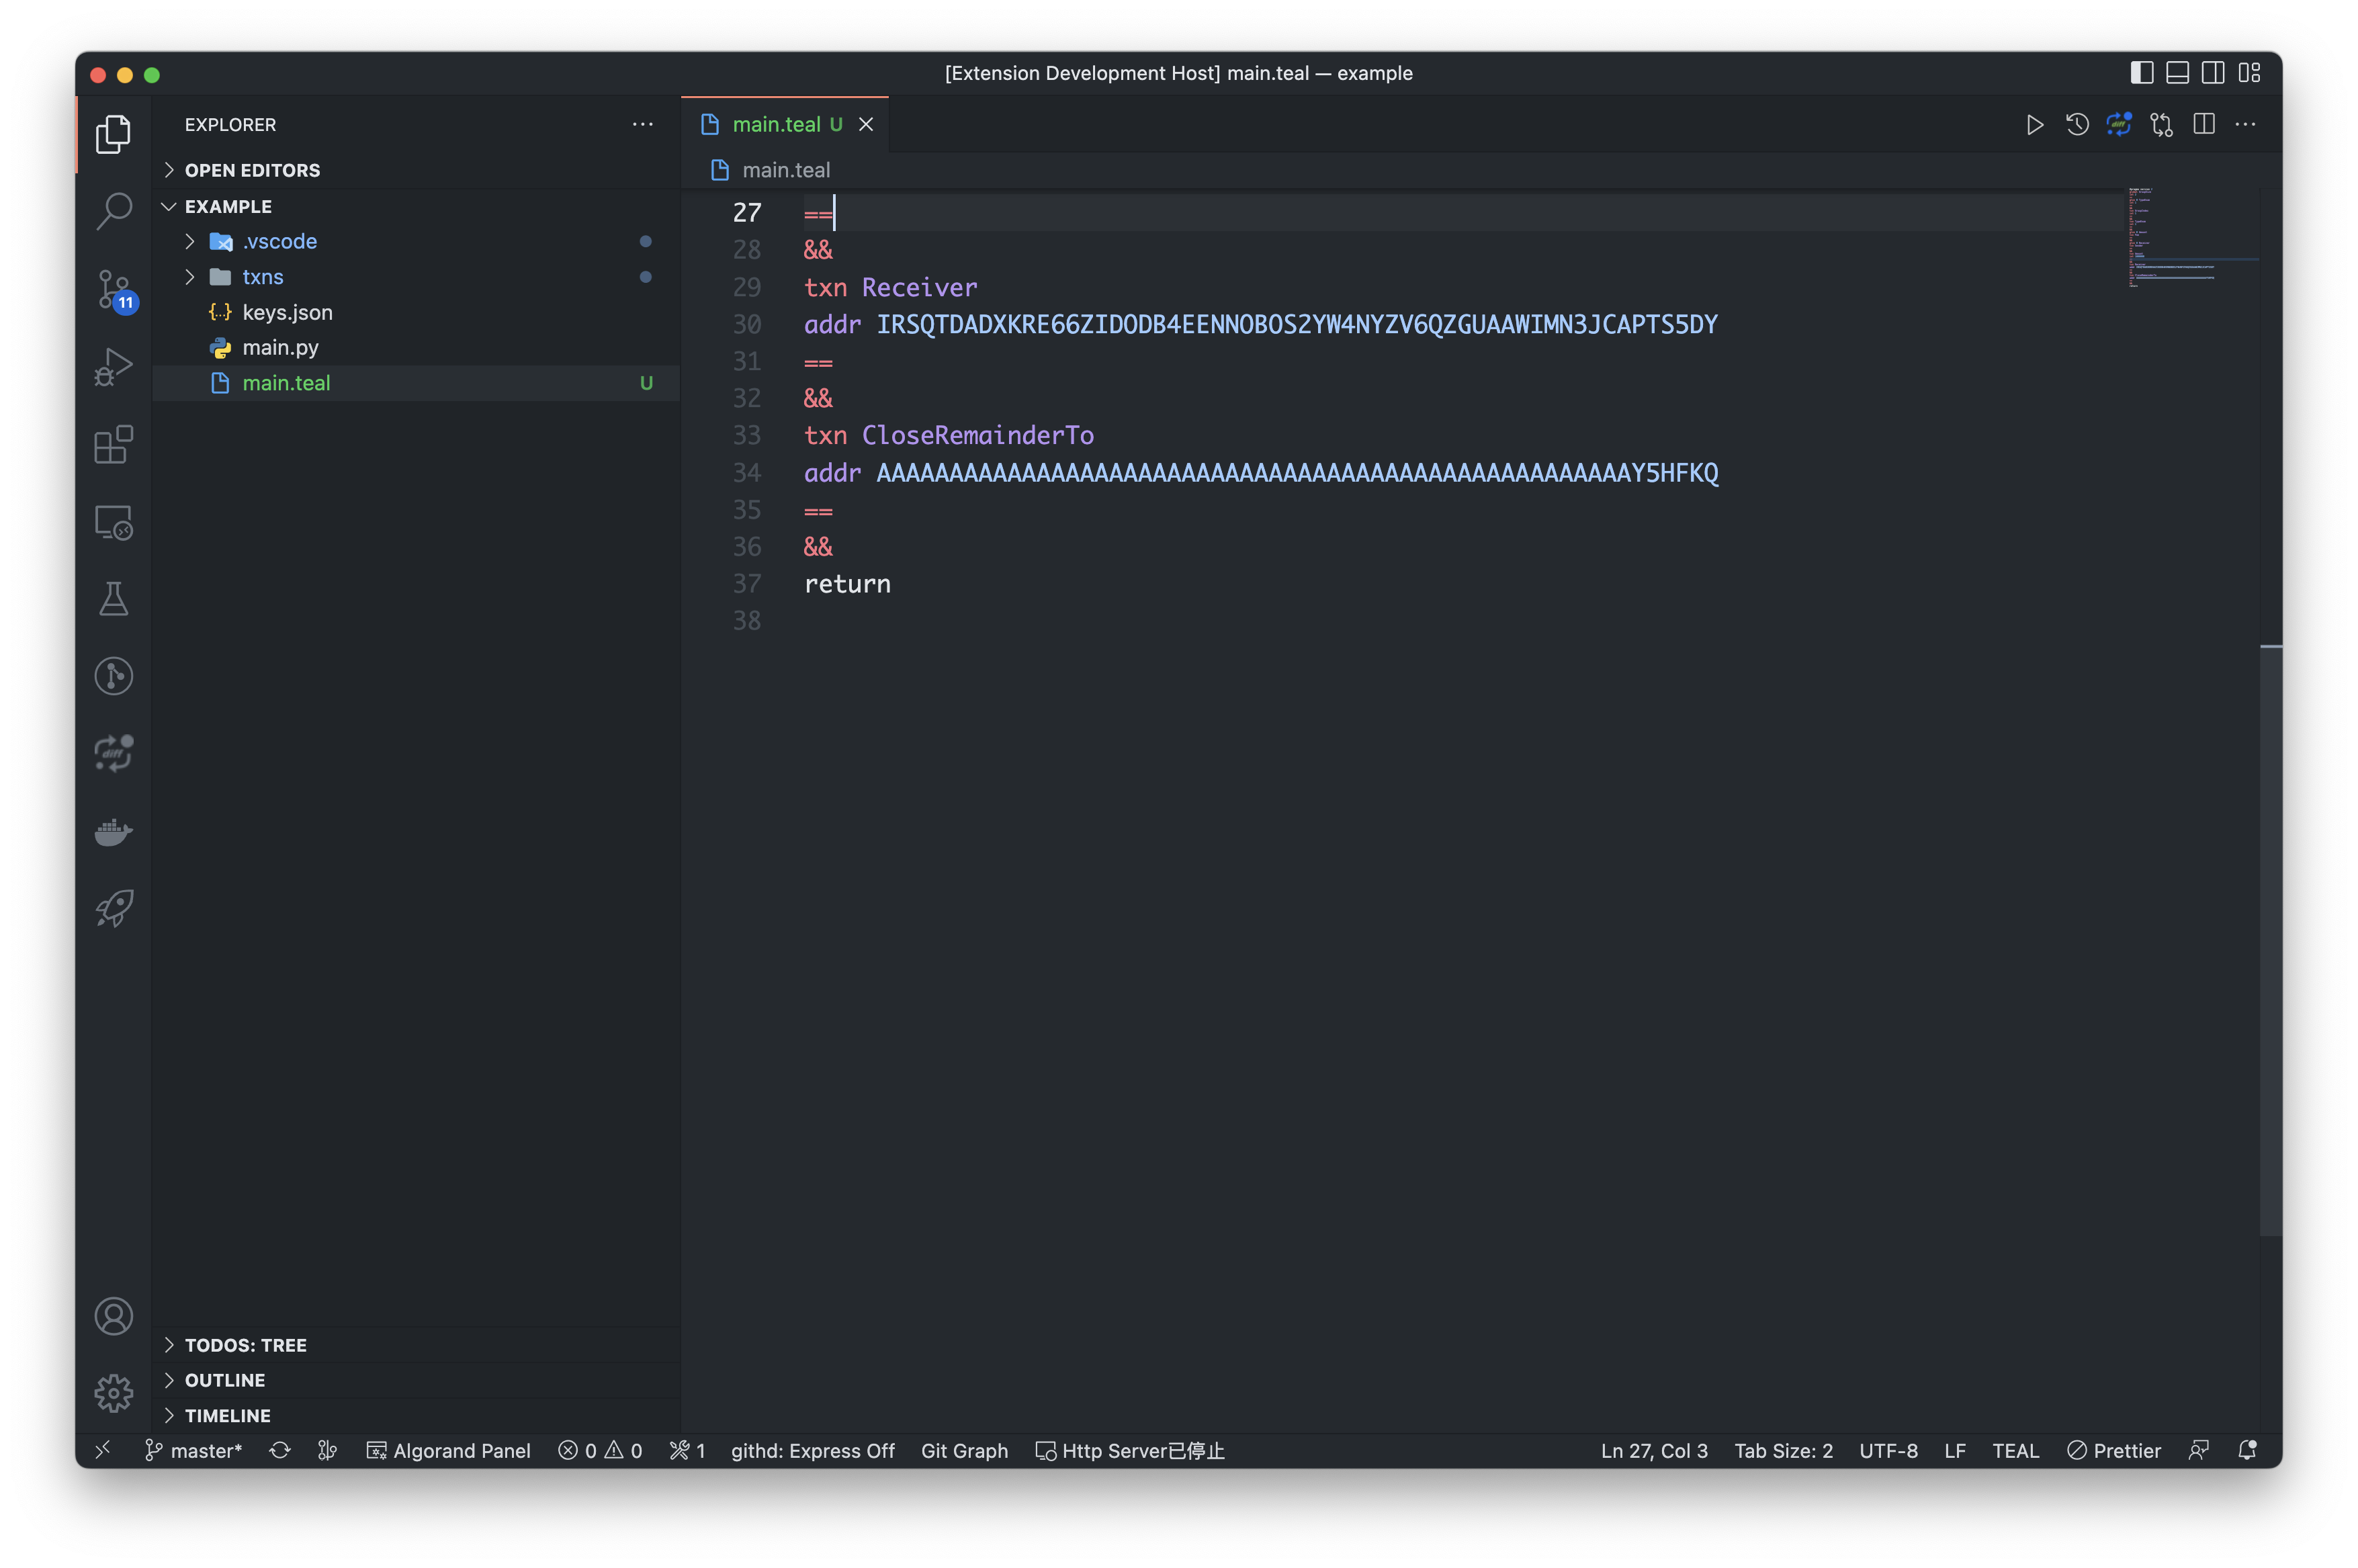 [Extension Development Host] main.teal — example
EXPLORER
OPEN EDITORS
EXAMPLE
.vscode
txns
keys.json
main.py
main.teal U
11
TODOS: TREE
OUTLINE
TIMELINE
main.teal U
diff
main.teal
27 ==
28 &&
29 txn Receiver
30 addr IRSQTDADXKRE66ZIDODB4EENNOBOS2YW4NYZV6QZGUAAWIMN3JCAPTS5DY
31 ==
32 &&
33 txn CloseRemainderTo
34 addr AAAAAAAAAAAAAAAAAAAAAAAAAAAAAAAAAAAAAAAAAAAAAAAAAAAAY5HFKQ
35 ==
36 &&
37 return
38
diff
master* Algorand Panel 0 0 1 githd: Express Off Git Graph Http Server已停止 Ln 27, Col 3 Tab Size: 2 UTF-8 LF TEAL Prettier